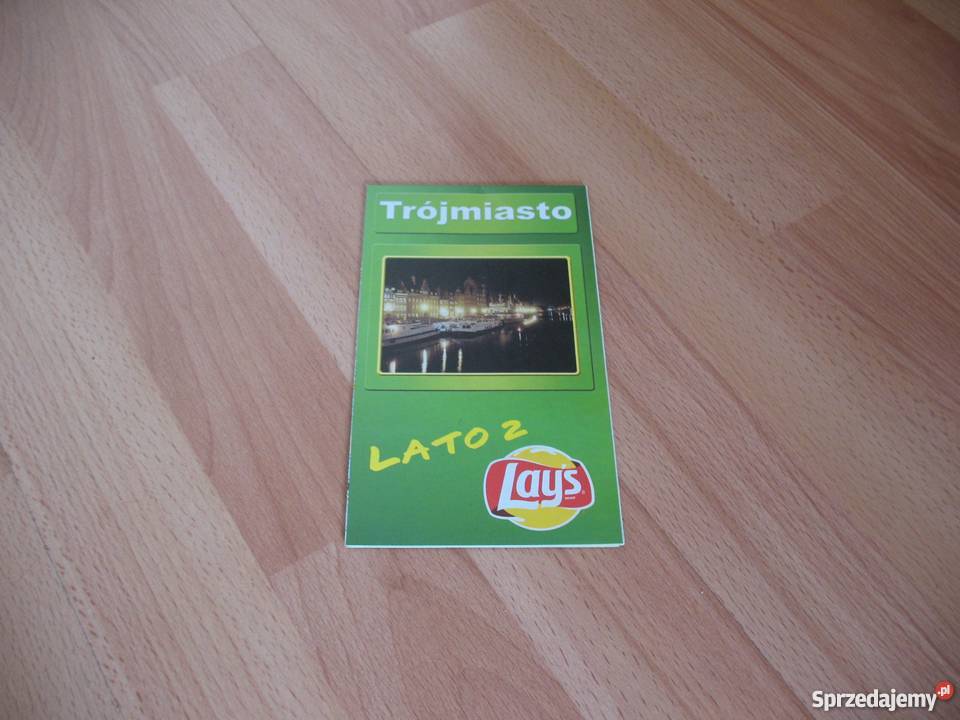 Trójmiasto
LATO z
Lay's
Sprzedajemy.pl